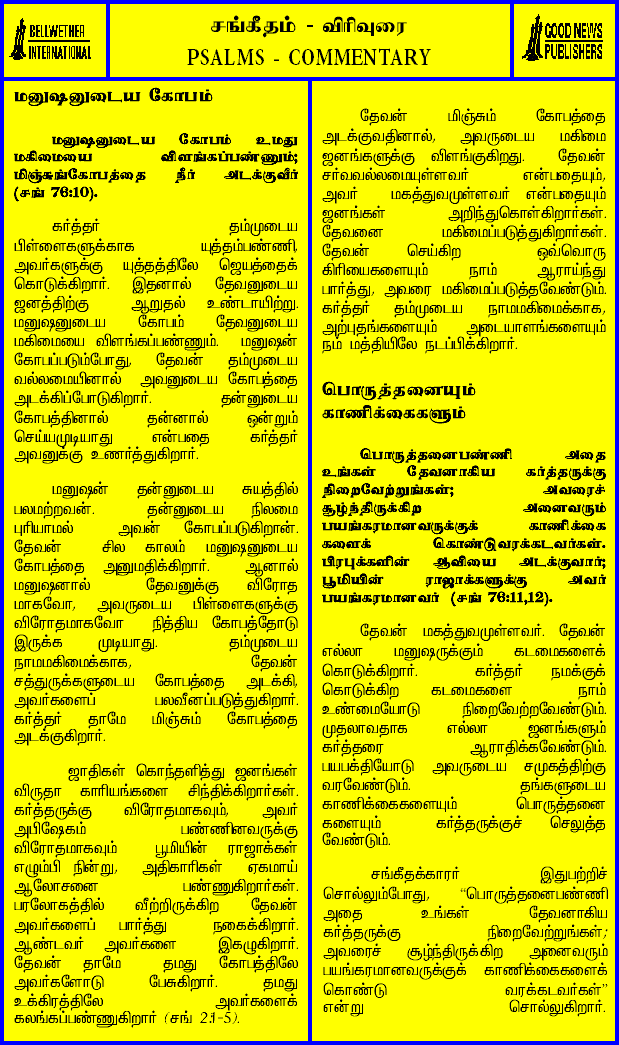 BELLWETHER
INTERNATIONAL
சங்கீதம் - விரிவுரை
PSALMS - COMMENTARY
GOOD NEWS
PUBLISHERS
மனுஷனுடைய கோபம்
மனுஷனுடைய கோபம் உமது
மகிமையை விளங்கப்பண்ணும்;
மிஞ்சுங்கோபத்தை நீர் அடக்குவீர்
(சங் 76:10).
கர்த்தர் தம்முடைய
பிள்ளைகளுக்காக யுத்தம்பண்ணி,
அவர்களுக்கு யுத்தத்திலே ஜெயத்தைக்
கொடுக்கிறார். இதனால் தேவனுடைய
ஜனத்திற்கு ஆறுதல் உண்டாயிற்று.
மனுஷனுடைய கோபம் தேவனுடைய
மகிமையை விளங்கப்பண்ணும். மனுஷன்
கோபப்படும்போது, தேவன் தம்முடைய
வல்லமையினால் அவனுடைய கோபத்தை
அடக்கிப்போடுகிறார். தன்னுடைய
கோபத்தினால் தன்னால் ஒன்றும்
செய்யமுடியாது என்பதை கர்த்தர்
அவனுக்கு உணர்த்துகிறார்.
மனுஷன் தன்னுடைய சுயத்தில்
பலமற்றவன். தன்னுடைய நிலமை
புரியாமல் அவன் கோபப்படுகிறான்.
தேவன் சில காலம் மனுஷனுடைய
கோபத்தை அனுமதிக்கிறார். ஆனால்
மனுஷனால் தேவனுக்கு விரோத
மாகவோ, அவருடைய பிள்ளைகளுக்கு
விரோதமாகவோ நித்திய கோபத்தோடு
இருக்க முடியாது. தம்முடைய
நாமமகிமைக்காக, தேவன்
சத்துருக்களுடைய கோபத்தை அடக்கி,
அவர்களைப் பலவீனப்படுத்துகிறார்.
கர்த்தர் தாமே மிஞ்சும் கோபத்தை
அடக்குகிறார்.
ஜாதிகள் கொந்தளித்து ஜனங்கள்
விருதா காரியங்களை சிந்திக்கிறார்கள்.
கர்த்தருக்கு விரோதமாகவும், அவர்
அபிஷேகம் பண்ணினவருக்கு
விரோதமாகவும் பூமியின் ராஜாக்கள்
எழும்பி நின்று, அதிகாரிகள் ஏகமாய்
ஆலோசனை பண்ணுகிறார்கள்.
பரலோகத்தில் வீற்றிருக்கிற தேவன்
அவர்களைப் பார்த்து நகைக்கிறார்.
ஆண்டவர் அவர்களை இகழுகிறார்.
தேவன் தாமே தமது கோபத்திலே
அவர்களோடு பேசுகிறார். தமது
உக்கிரத்திலே அவர்களைக்
கலங்கப்பண்ணுகிறார் (சங் 2:1-5).
தேவன் மிஞ்சும் கோபத்தை
அடக்குவதினால், அவருடைய மகிமை
ஜனங்களுக்கு விளங்குகிறது. தேவன்
சர்வவல்லமையுள்ளவர் என்பதையும்,
அவர் மகத்துவமுள்ளவர் என்பதையும்
ஜனங்கள் அறிந்துகொள்கிறார்கள்.
தேவனை மகிமைப்படுத்துகிறார்கள்.
தேவன் செய்கிற ஒவ்வொரு
கிரியைகளையும் நாம் ஆராய்ந்து
பார்த்து, அவரை மகிமைப்படுத்தவேண்டும்.
கர்த்தர் தம்முடைய நாமமகிமைக்காக,
அற்புதங்களையும் அடையாளங்களையும்
நம் மத்தியிலே நடப்பிக்கிறார்.
பொருத்தனையும்
காணிக்கைகளும்
பொருத்தனைபண்ணி அதை
உங்கள் தேவனாகிய கர்த்தருக்கு
நிறைவேற்றுங்கள்; அவரைச்
சூழ்ந்திருக்கிற அனைவரும்
பயங்கரமானவருக்குக் காணிக்கை
களைக் கொண்டுவரக்கடவர்கள்.
பிரபுக்களின் ஆவியை அடக்குவார்;
பூமியின் ராஜாக்களுக்கு அவர்
பயங்கரமானவர் (சங் 76:11,12).
தேவன் மகத்துவமுள்ளவர். தேவன்
எல்லா மனுஷருக்கும் கடமைகளைக்
கொடுக்கிறார். கர்த்தர் நமக்குக்
கொடுக்கிற கடமைகளை நாம்
உண்மையோடு நிறைவேற்றவேண்டும்.
முதலாவதாக எல்லா ஜனங்களும்
கர்த்தரை ஆராதிக்கவேண்டும்.
பயபக்தியோடு அவருடைய சமுகத்திற்கு
வரவேண்டும். தங்களுடைய
காணிக்கைகளையும் பொருத்தனை
களையும் கர்த்தருக்குச் செலுத்த
வேண்டும்.
சங்கீதக்காரர் இதுபற்றிச்
சொல்லும்போது, “பொருத்தனைபண்ணி
அதை உங்கள் தேவனாகிய
கர்த்தருக்கு நிறைவேற்றுங்கள்;
அவரைச் சூழ்ந்திருக்கிற அனைவரும்
பயங்கரமானவருக்குக் காணிக்கைகளைக்
கொண்டு வரக்கடவர்கள்”
என்று சொல்லுகிறார்.